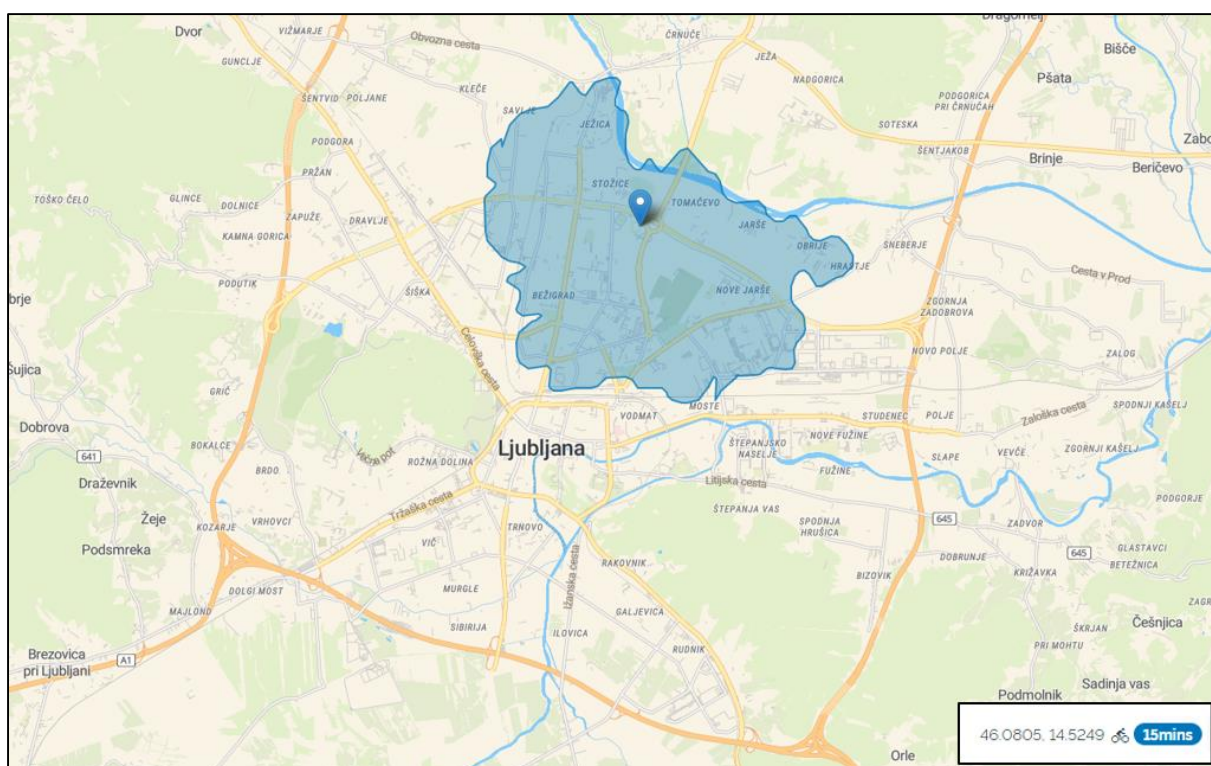 Dragomelj
Dvor
VIŽMARJE
Obvozna cesta
ČRNUČE
JEŽA
Bišče
GUNCLJE
KLEČE
NADGORICA
Pšata
ŠENTVID
POLJANE
SAVLJE
PODGORICA
PRI ČRNUČAH
JEŽICA
SOTESKA
PODGORA
ŠENTJAKOB
Brinje
Beričevo
PRŽAN
STOŽICE
TOŠKO ČELO
GLINCE
DOLNICE
ZAPUŽE
DRAVLJE
TOMAČEVO
JARŠE
KAMNA GORICA
OBRIJE
ŠNEBERJE
HRASTJE
Cesta v Prod
PODUTIK
ŠIŠKA
BEŽIGRAD
NOVE JARŠE
ZGORNJA
ZADOBROVA
Celovška cesta
NOVO POLJE
ZALOG
GRIČ
SPODNJI KAŠELJ
MOSTE
Zaloška cesta
VODMAT
STUDENEC
POLJE
Dobrova
BOKALCE
Ljubljana
NOVE FUŽINE
ŠTEPANJSKO
NASELJE
641
BRDO
ROŽNA DOLINA
Večna pot
SLAPE
VEVČE
ZGORNJI KAŠELJ
FUŽINE
Draževnik
Litijska cesta
PODGORJE
Tržaška cesta
ŠTEPANJA VAS
Žeje
KOZARJE
VRHOVCI
TRNOVO
SPODNJA
HRUŠICA
645
ZADVOR
VIČ
Podsmreka
GLASTAVCI
RAKOVNIK
DOBRUNJE
645
BETEŽNICA
KRIŽAVKA
DOLGI MOST
MURGLE
Ižanska cesta
BIZOVIK
MAJLOND
GALJEVICA
SIBIRIJA
ILOVICA
ŠKRJAN
Češnjica
Brezovica
pri Ljubljani
A1
RUDNIK
PRI MOHTU
Sadinja vas
Podmolnik
Orle
46.0805, 14.5249 15mins